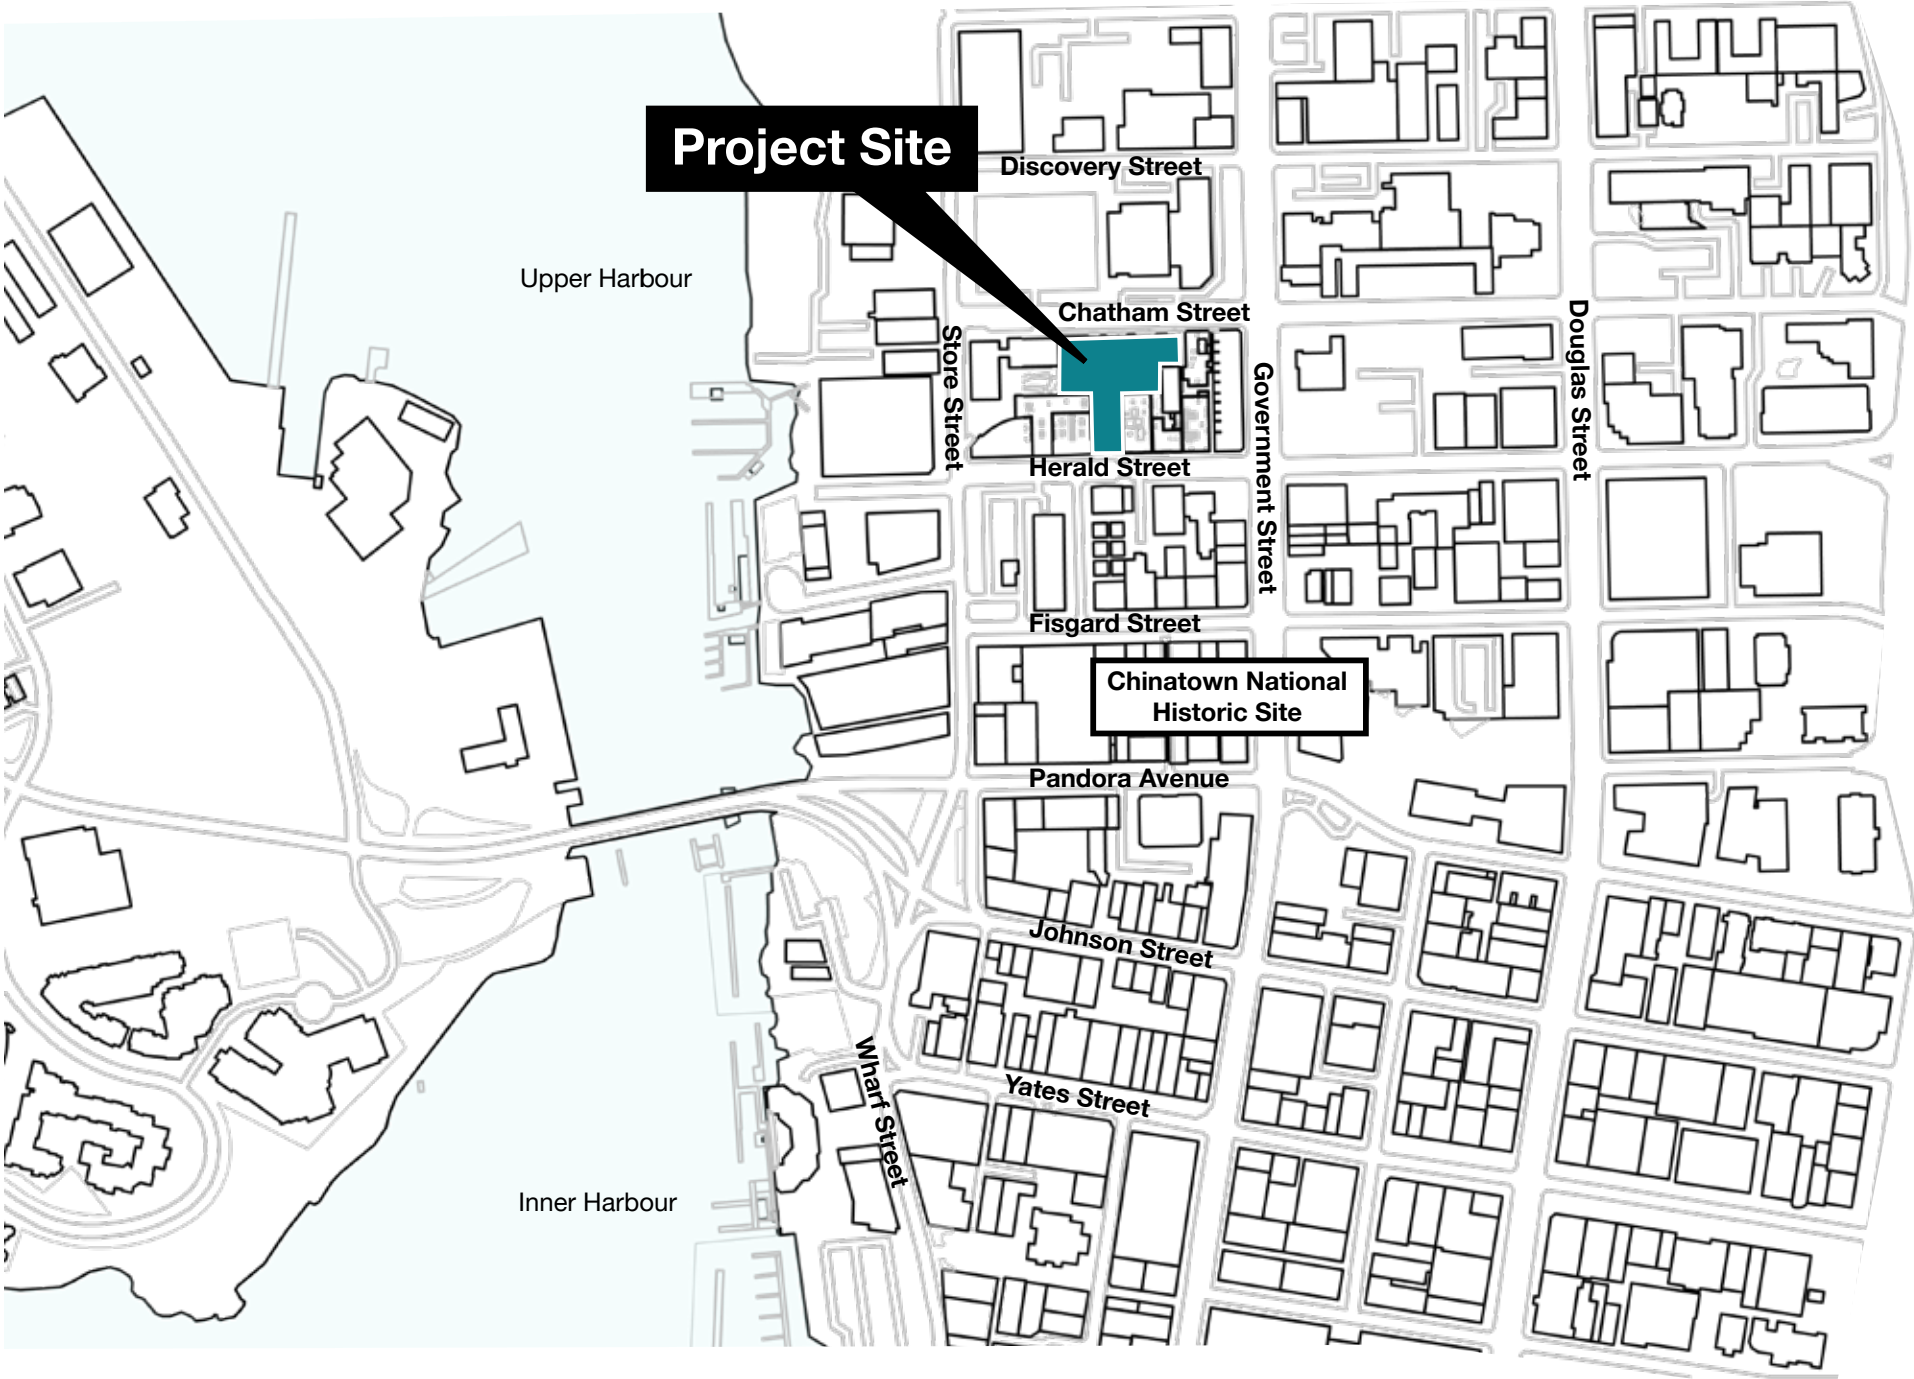 Project Site
Discovery Street
Upper Harbour
Chatham Street
Store Street
Government Street
Douglas Street
Herald Street
Fisgard Street
Chinatown National
Historic Site
Pandora Avenue
Johnson Street
Wharf Street
Yates Street
Inner Harbour